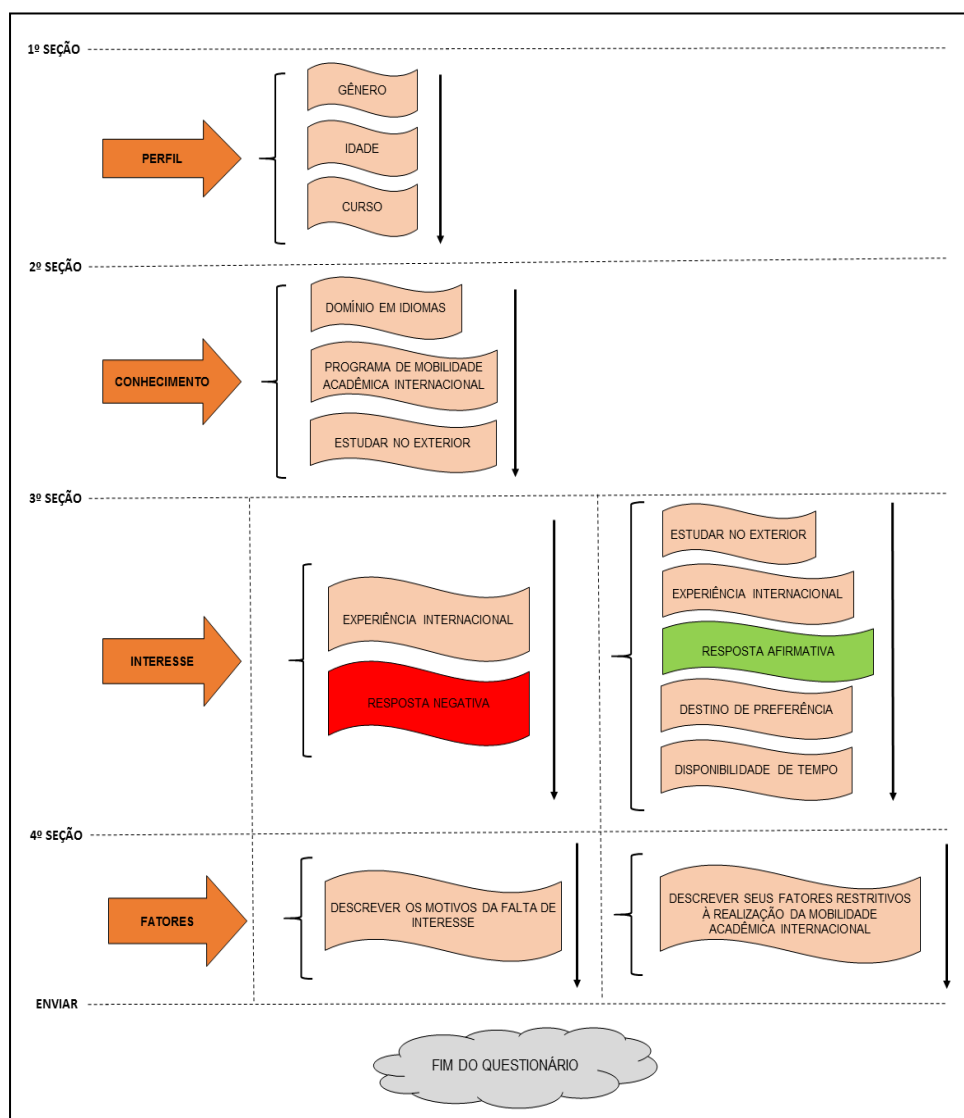 1º SEÇÃO
GÊNERO
PERFIL
IDADE
CURSO
2º SEÇÃO
DOMÍNIO EM IDIOMAS
CONHECIMENTO
PROGRAMA DE MOBILIDADE
ACADÊMICA INTERNACIONAL
ESTUDAR NO EXTERIOR
3º SEÇÃO
INTERESSE
EXPERIÊNCIA INTERNACIONAL
RESPOSTA NEGATIVA
ESTUDAR NO EXTERIOR
EXPERIÊNCIA INTERNACIONAL
RESPOSTA AFIRMATIVA
DESTINO DE PREFERÊNCIA
DISPONIBILIDADE DE TEMPO
4º SEÇÃO
FATORES
DESCREVER OS MOTIVOS DA FALTA DE
INTERESSE
DESCREVER SEUS FATORES RESTRITIVOS
À REALIZAÇÃO DA MOBILIDADE
ACADÊMICA INTERNACIONAL
ENVIAR
FIM DO QUESTIONÁRIO